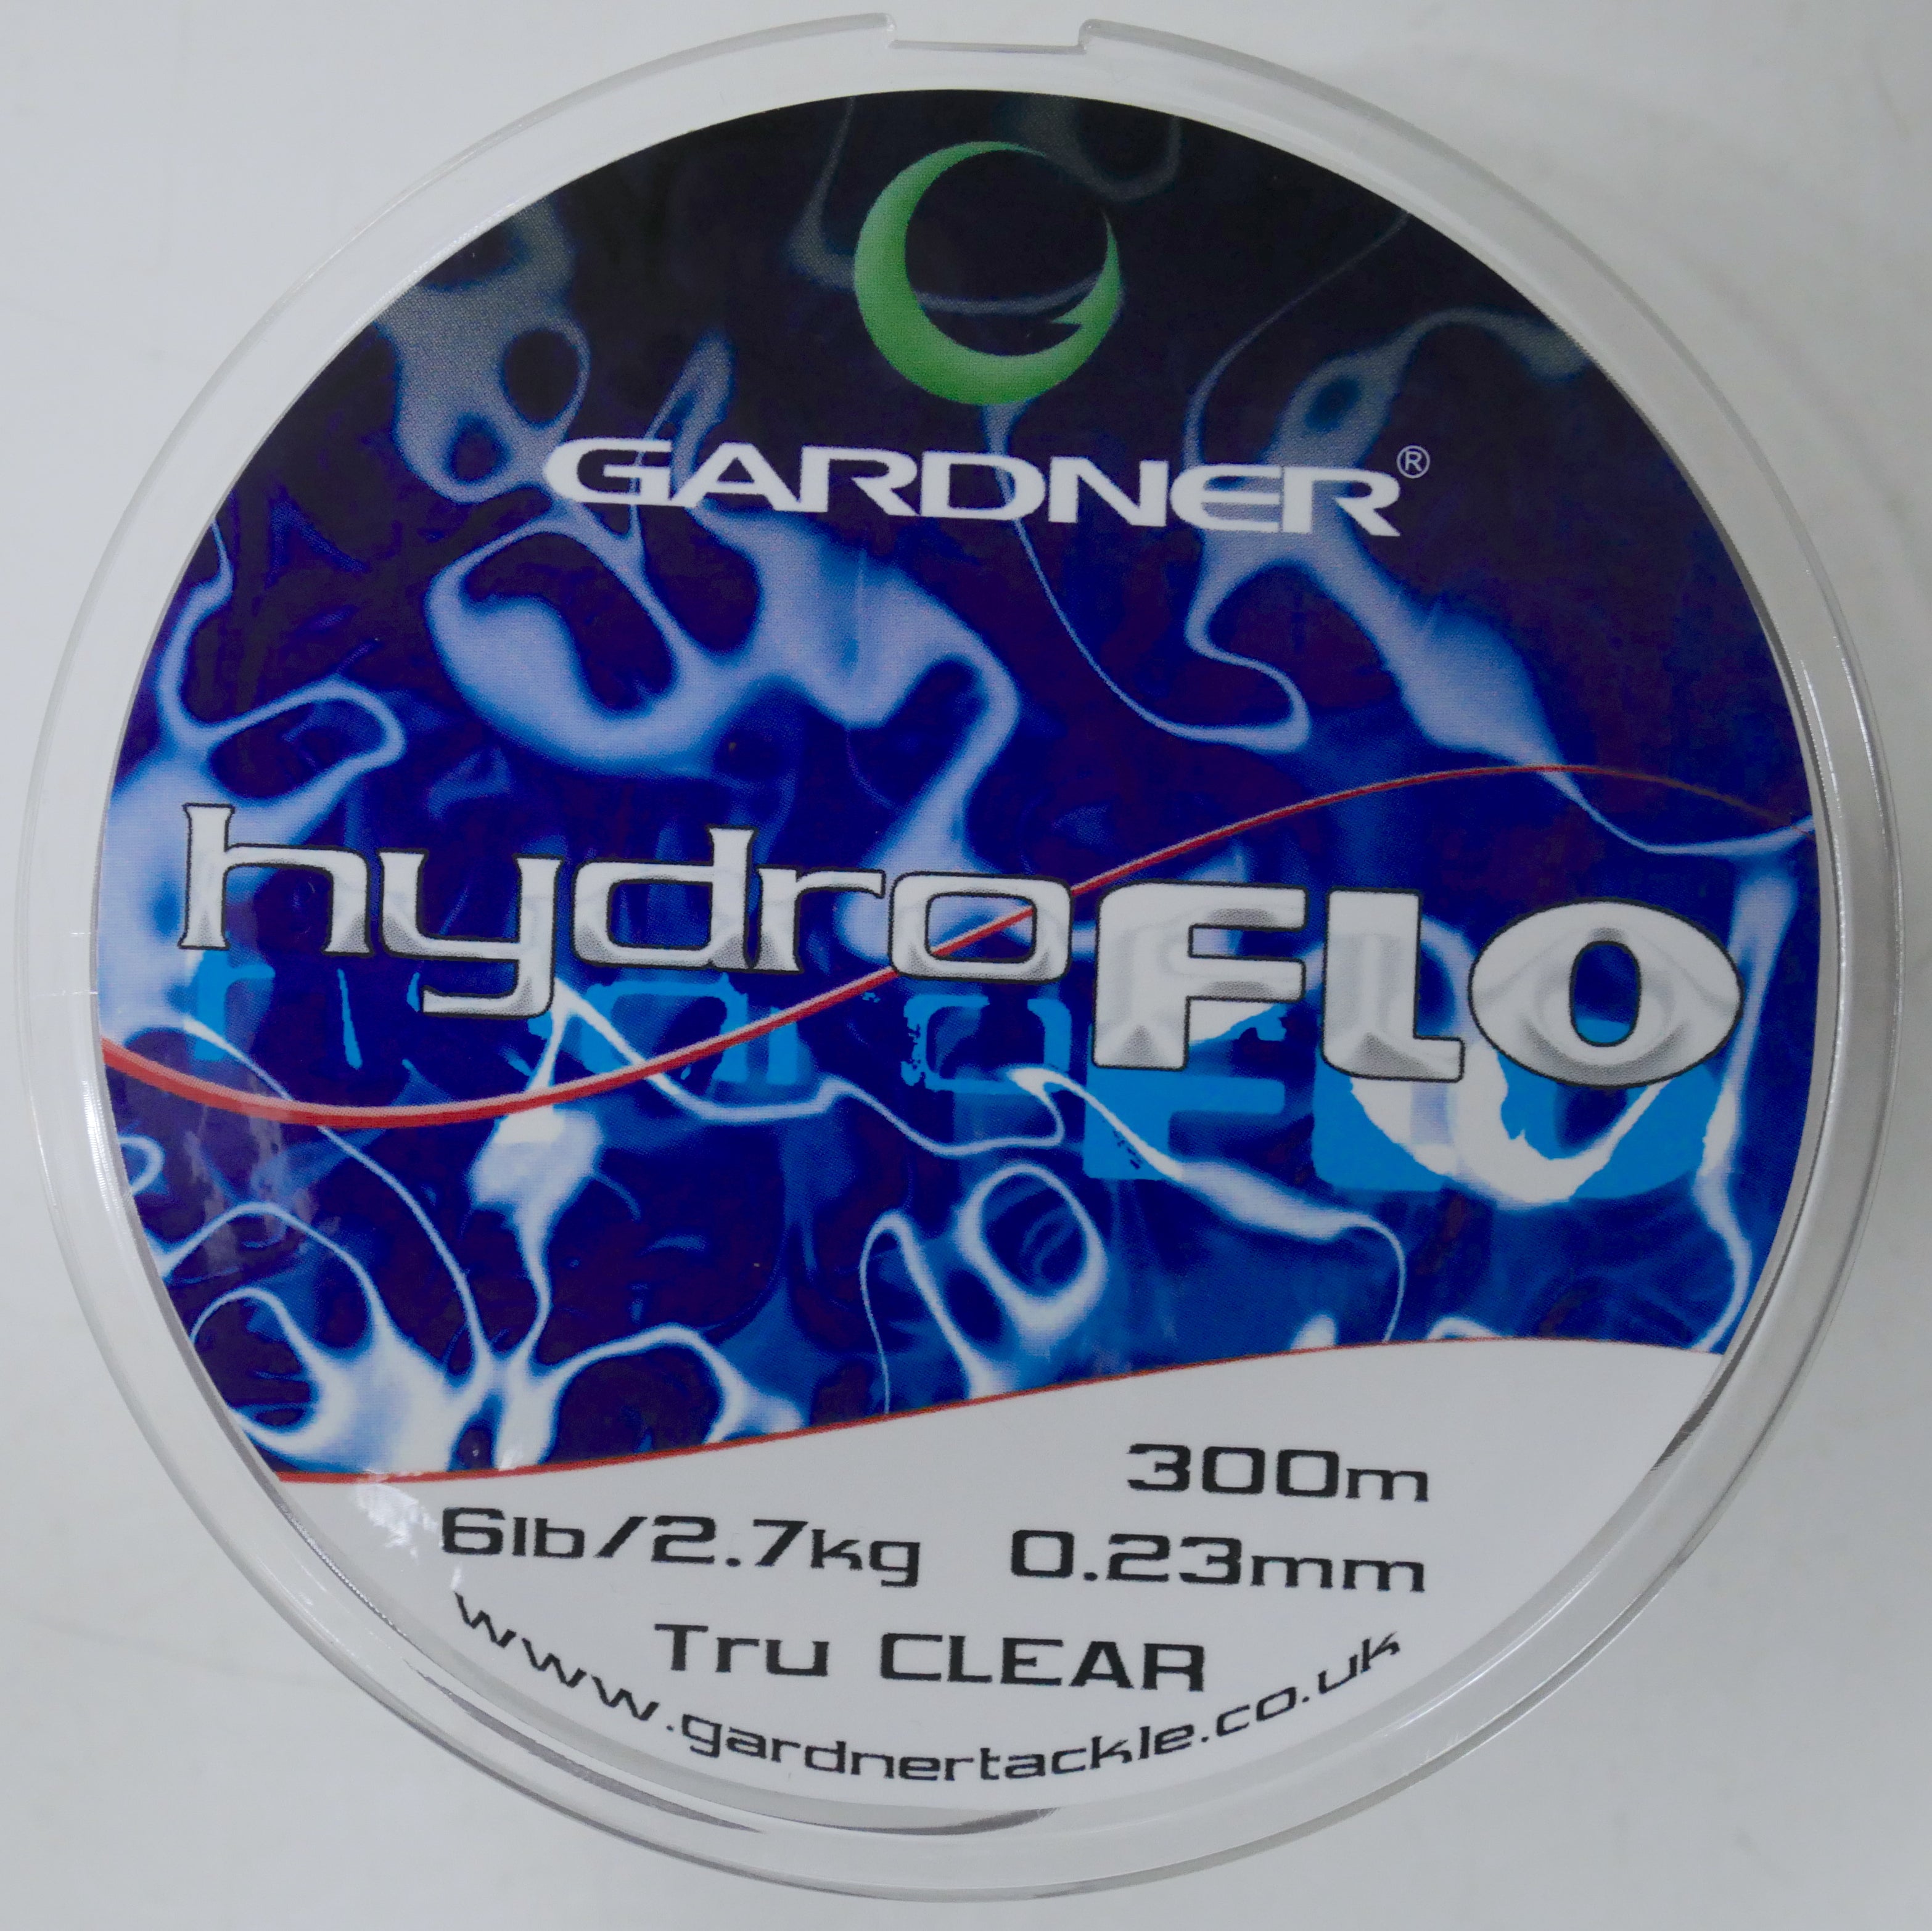 GARDNER®
hydroFLO
300m
6lb/2.7kg 0.23mm
Tru CLEAR
www.gardnertackle.co.uk